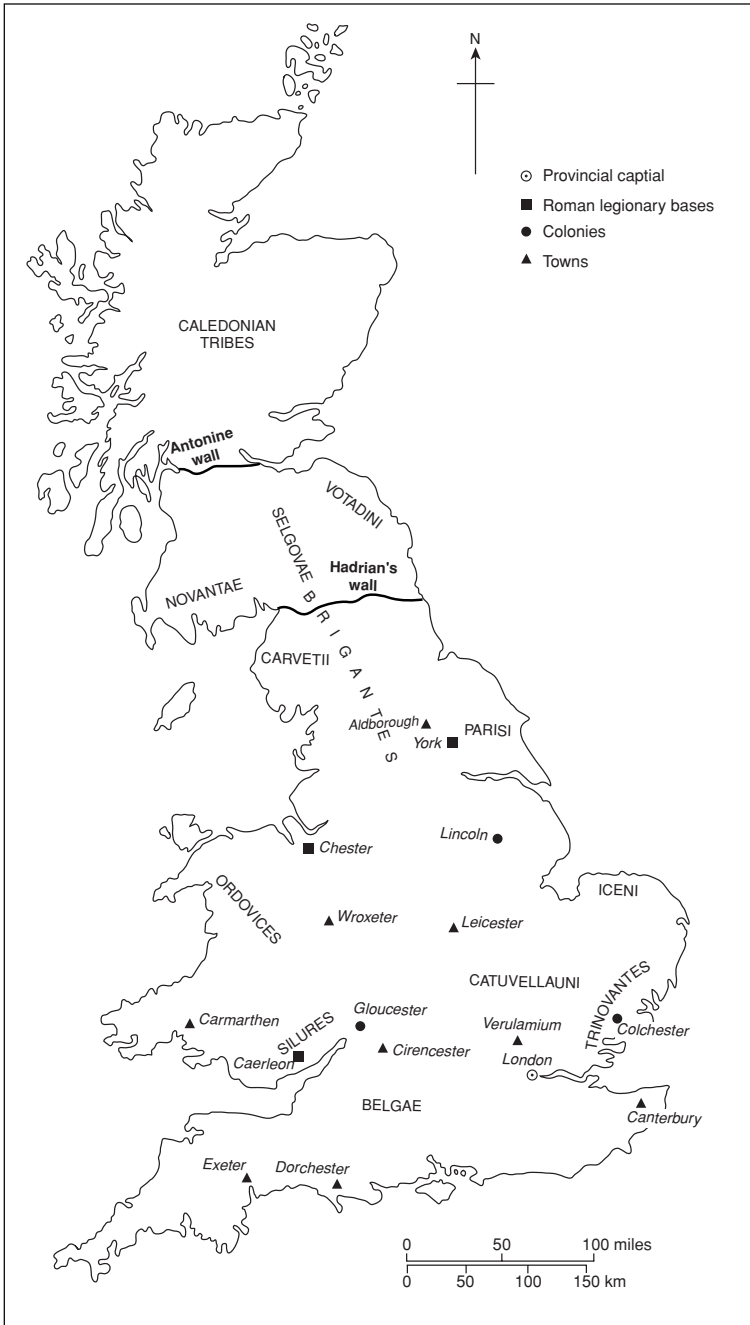 N
Provincial captial
Roman legionary bases
Colonies
Towns
CALEDONIAN
TRIBES
Antonine
wall
VOTADINI
SELGOVAE
Hadrian's
wall
NOVANTAE
BRIGANTES
CARVETII
Aldborough
PARISI
York
Lincoln
Chester
ICENI
ORDOVICES
Wroxeter
Leicester
CATUVELLAUNI
TRINOVANTES
Gloucester
Carmarthen
SILURES
Verulamium
Colchester
Cirencester
London
Caerleon
BELGAE
Canterbury
Exeter
Dorchester
0 50 100 miles
0 50 100 150 km